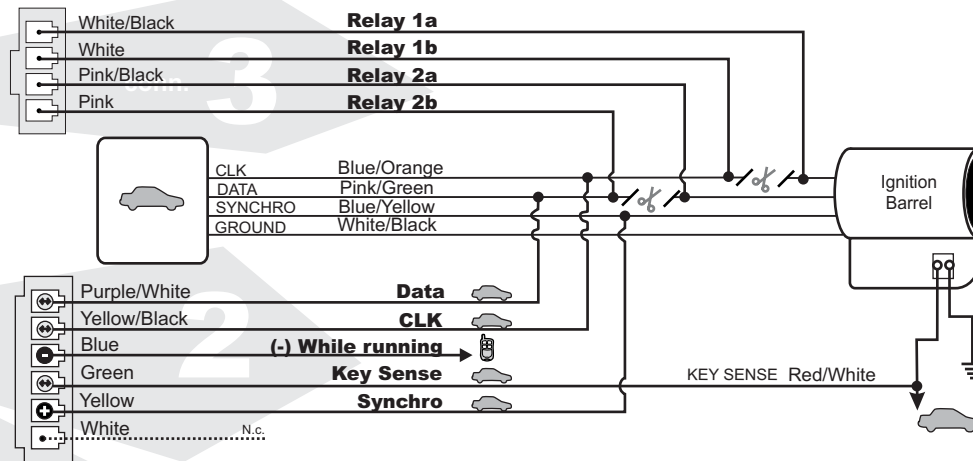 White/Black Relay 1a
White Relay 1b
Pink/Black Relay 2a
conn. 3
Pink Relay 2b
CLK Blue/Orange
DATA Pink/Green
SYNCHRO Blue/Yellow
GROUND White/Black
Ignition
Barrel
Purple/White Data
Yellow/Black CLK
2
Blue (-) While running
Green Key Sense
KEY SENSE Red/White
Yellow Synchro
White N.c.